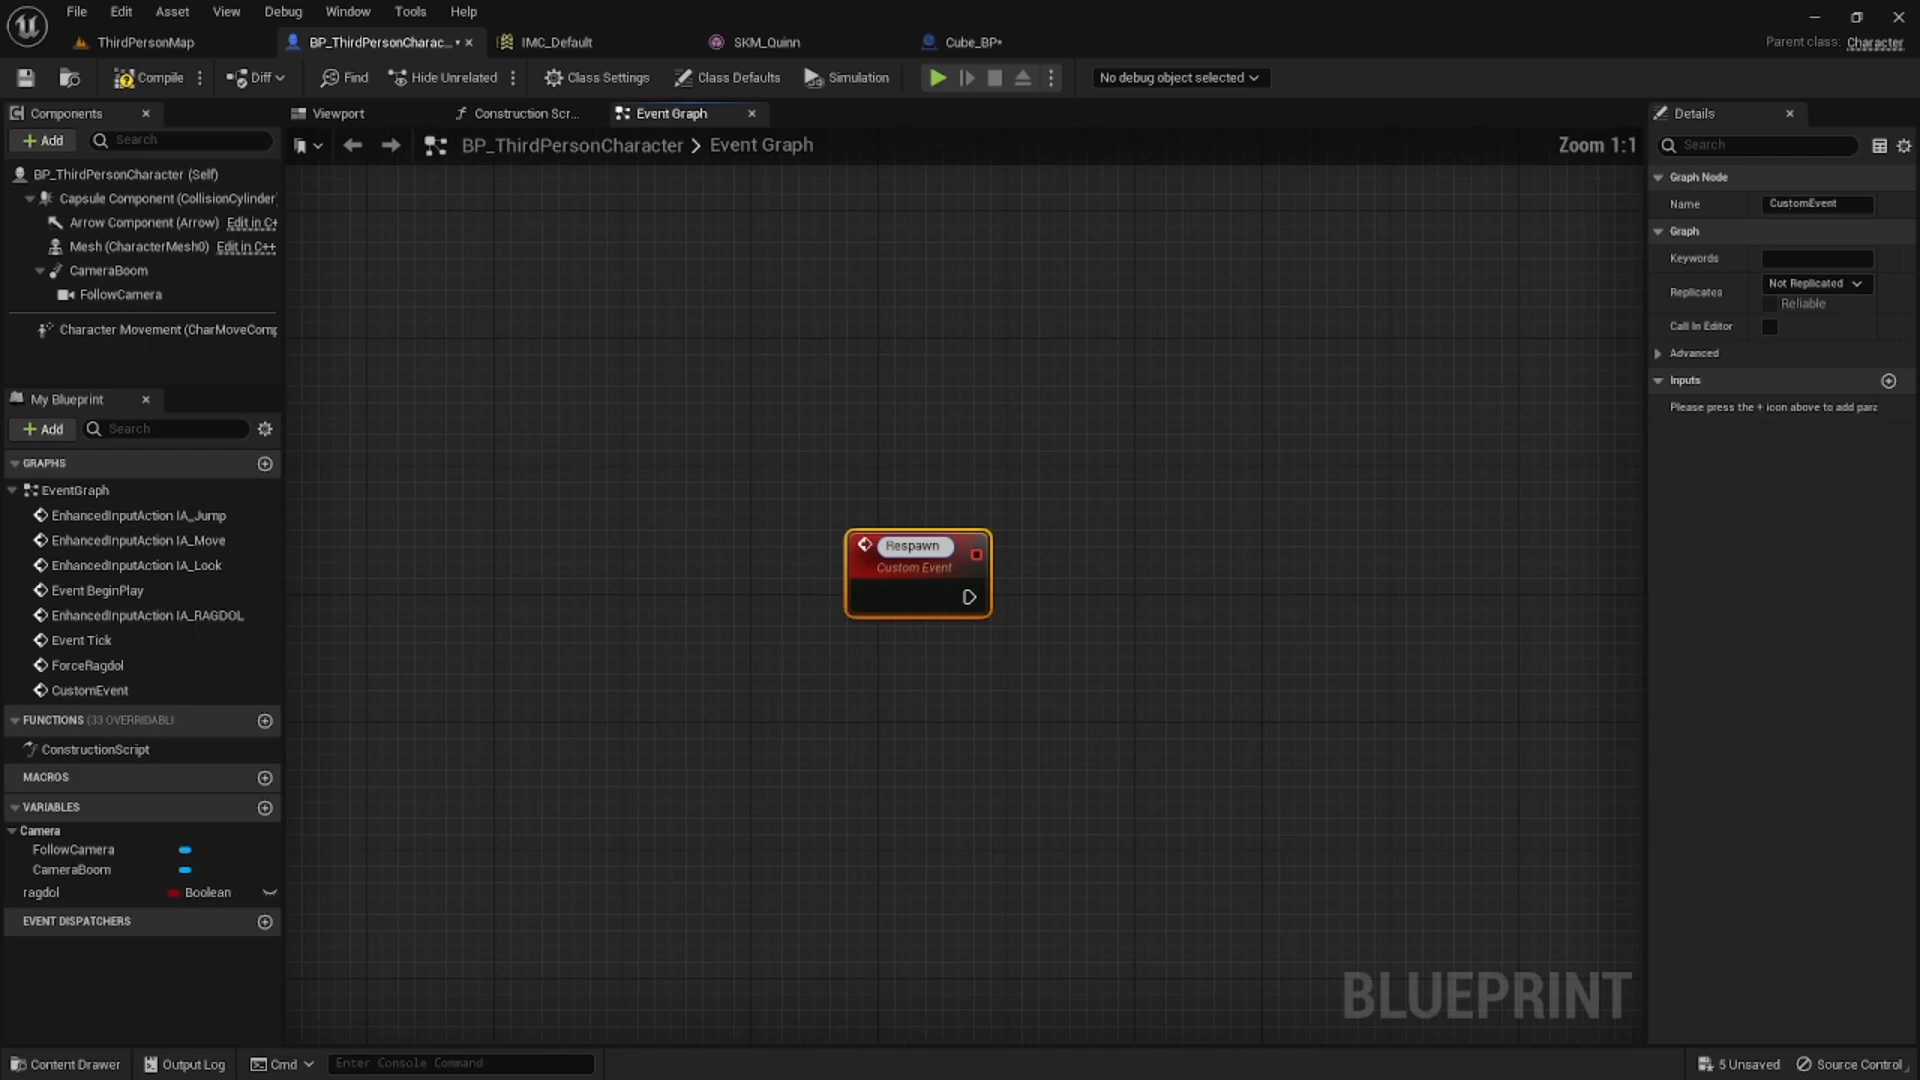 File Edit Asset View Debug Window Tools Help
ThirdPersonMap
BP_ThirdPersonCharac...
IMC_Default
SKM_Quinn
Cube_BP*
Parent class: Character
Compile
Diff
Find
Hide Unrelated
Class Settings
Class Defaults
Simulation
No debug object selected
Components
Add
Search
BP_ThirdPersonCharacter (Self)
Capsule Component (CollisionCylinder
Arrow Component (Arrow) Edit in C+
Mesh (CharacterMesh0) Edit in C++
CameraBoom
FollowCamera
Character Movement (CharMoveComp
My Blueprint
Add
Search
GRAPHS
EventGraph
EnhancedInputAction IA_Jump
EnhancedInputAction IA_Move
EnhancedInputAction IA_Look
Event BeginPlay
EnhancedInputAction IA_RAGDOL
Event Tick
ForceRagdol
CustomEvent
FUNCTIONS (33 OVERRIDABLI
ConstructionScript
MACROS
VARIABLES
Camera
FollowCamera
CameraBoom
ragdol Boolean
EVENT DISPATCHERS
Viewport
Construction Scr...
Event Graph
BP_ThirdPersonCharacter > Event Graph
Zoom 1:1
Respawn
Custom Event
BLUEPRINT
Details
Search
Graph Node
Name CustomEvent
Graph
Keywords
Replicates Not Replicated
Reliable
Call In Editor
Advanced
Inputs
Please press the + icon above to add para
Content Drawer
Output Log
Cmd
Enter Console Command
5 Unsaved
Source Control